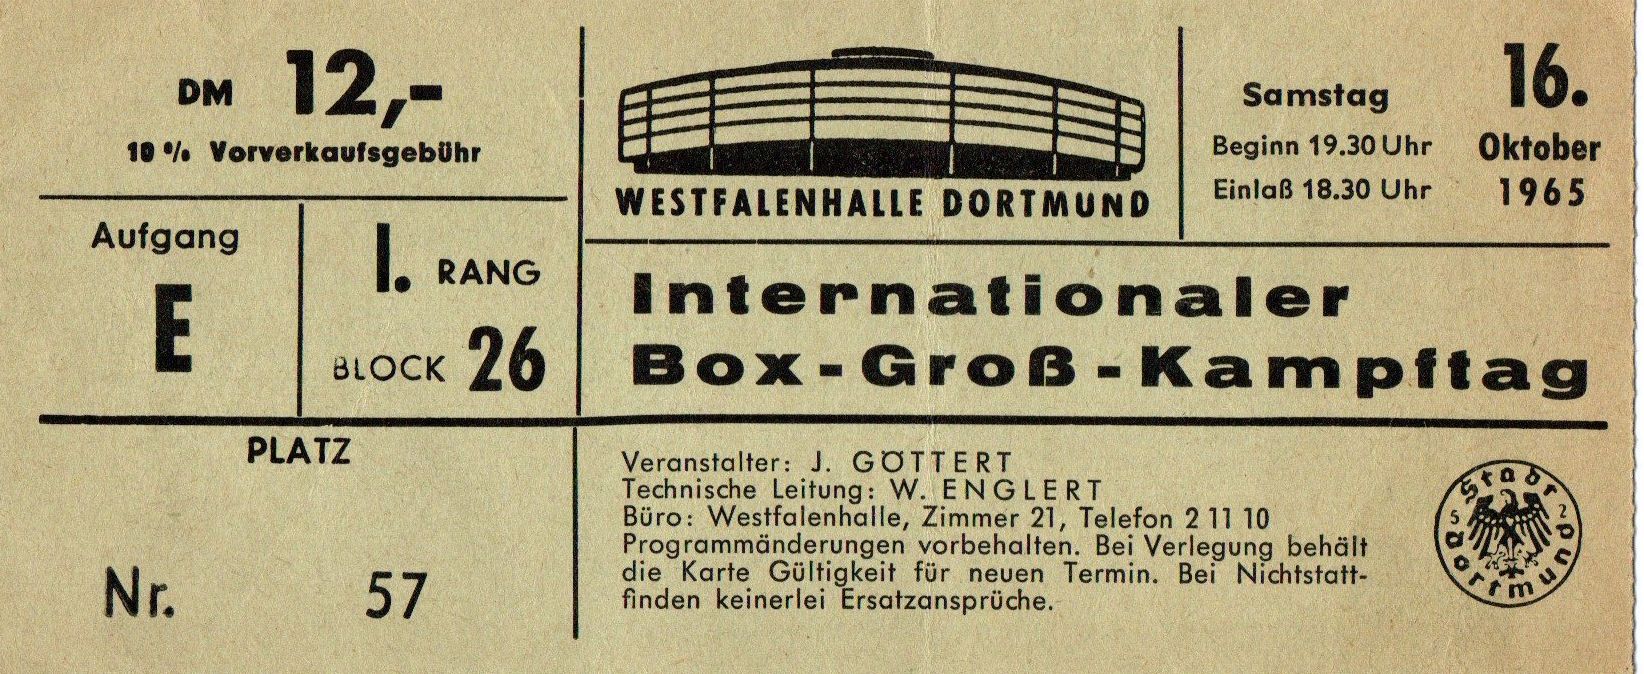 DM 12,-
10 % Vorverkaufsgebühr
Aufgang
E
I. RANG
BLOCK 26
PLATZ
Nr. 57
WESTFALENHALLE DORTMUND
Samstag 16.
Beginn 19.30 Uhr Oktober
Einlaß 18.30 Uhr 1965
Internationaler
Box-Groß-Kampftag
Veranstalter: J. GÖTTERT
Technische Leitung: W. ENGLERT
Büro: Westfalenhalle, Zimmer 21, Telefon 2 11 10
Programmänderungen vorbehalten. Bei Verlegung behält
die Karte Gültigkeit für neuen Termin. Bei Nichtstatt-
finden keinerlei Ersatzansprüche.
Stadt
5 2
Dortmund